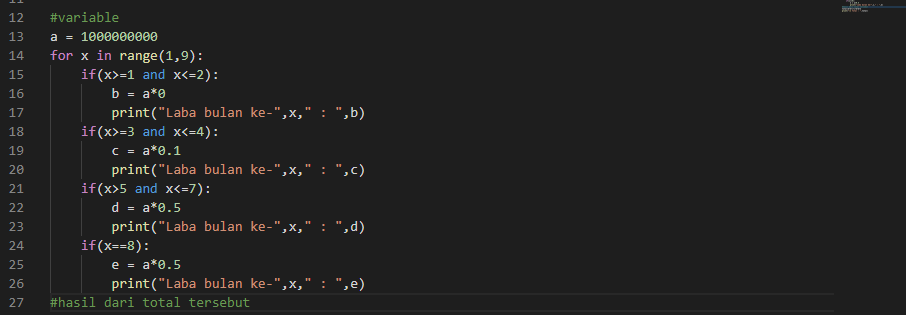 11
12 #variable
13 a = 1000000000
14 for x in range(1,9):
15 if(x>=1 and x<=2):
16 b = a*0
17 print("Laba bulan ke-",x," : ",b)
18 if(x>=3 and x<=4):
19 c = a*0.1
20 print("Laba bulan ke-",x," : ",c)
21 if(x>5 and x<=7):
22 d = a*0.5
23 print("Laba bulan ke-",x," : ",d)
24 if(x==8):
25 e = a*0.5
26 print("Laba bulan ke-",x," : ",e)
27 #hasil dari total tersebut